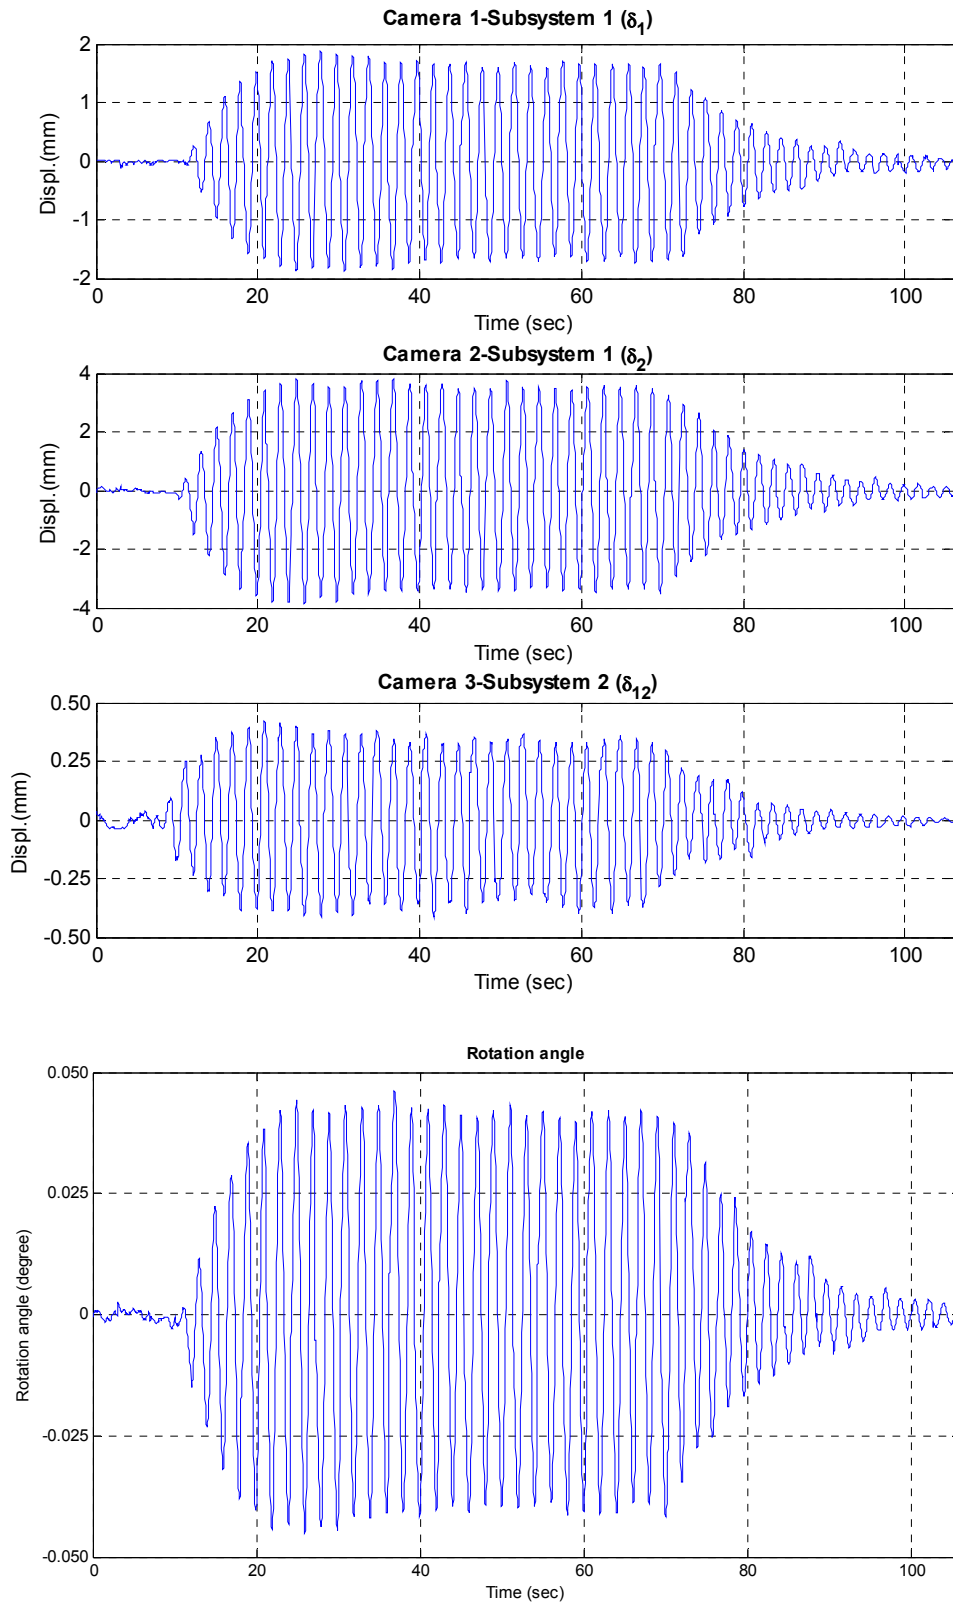 Camera 1-Subsystem 1 (δ1)
2
1
0
-1
-2
Displ.(mm)
0 20 40 60 80 100
Time (sec)
Camera 2-Subsystem 1 (δ2)
4
2
0
-2
-4
Displ.(mm)
0 20 40 60 80 100
Time (sec)
Camera 3-Subsystem 2 (δ12)
0.50
0.25
0
-0.25
-0.50
Displ.(mm)
0 20 40 60 80 100
Time (sec)
Rotation angle
0.050
0.025
0
-0.025
-0.050
Rotation angle (degree)
0 20 40 60 80 100
Time (sec)